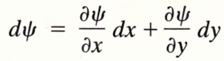 dψ = ∂ψ/∂x dx + ∂ψ/∂y dy